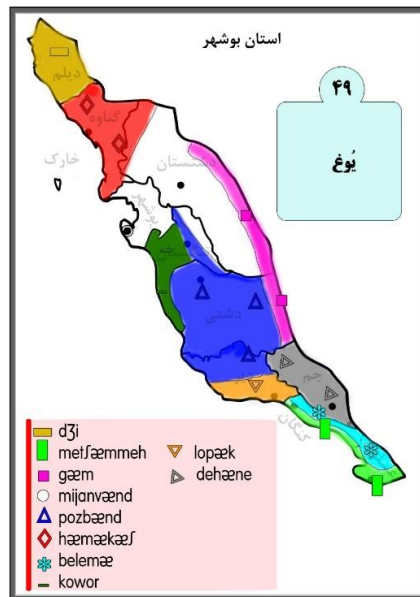 استان بوشهر
۴۹
یُوغ
دیلم
گناوه
خارک
دشتستان
بوشهر
دشتی
جم
کنگان
dʒi
metʃæmmeh
lopæk
gæm
dehæne
mijanvænd
pozbænd
hæmækæʃ
belemæ
kowor